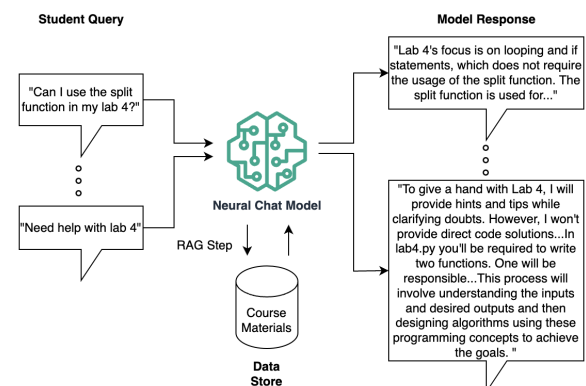 Student Query
Model Response
"Can I use the split
function in my lab 4?"
"Need help with lab 4"
Neural Chat Model
RAG Step
Course
Materials
Data
Store
"Lab 4's focus is on looping and if
statements, which does not require
the usage of the split function. The
split function is used for..."
"To give a hand with Lab 4, I will
provide hints and tips while
clarifying doubts. However, I won't
provide direct code solutions...In
lab4.py you'll be required to write
two functions. One will be
responsible...This process will
involve understanding the inputs
and desired outputs and then
designing algorithms using these
programming concepts to achieve
the goals. "